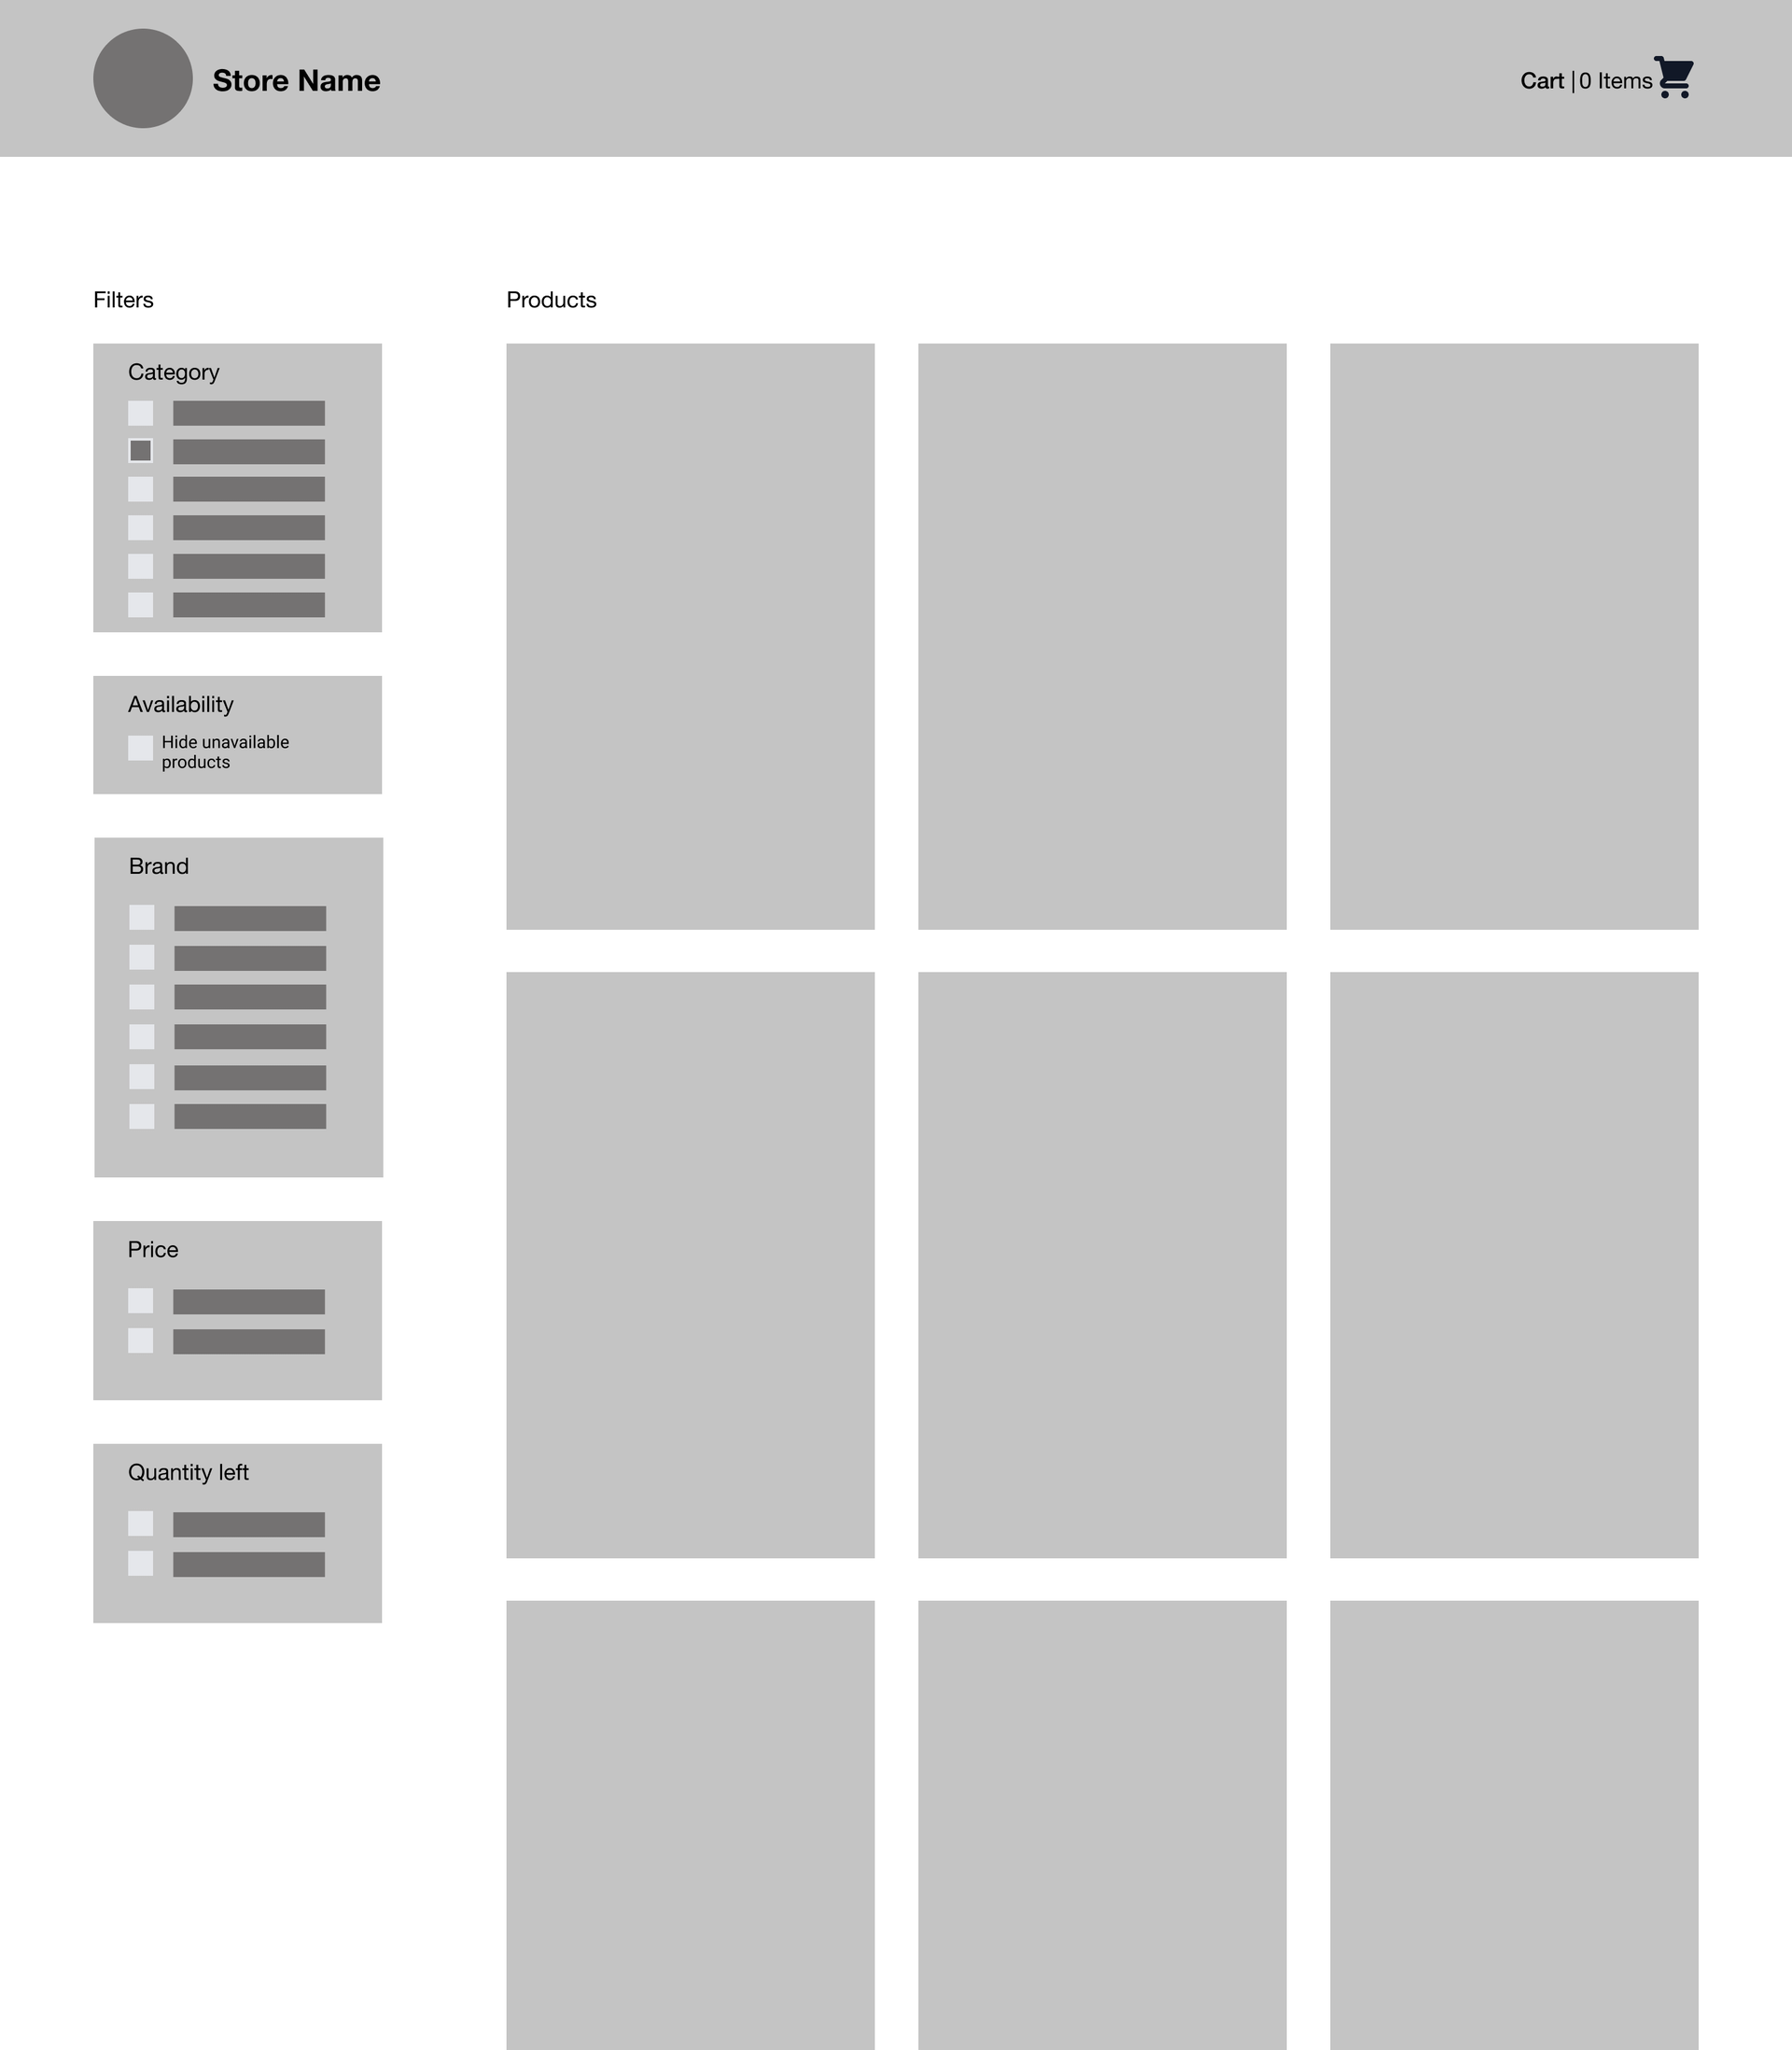 Store Name
Cart | 0 Items
Filters
Products
Category
Availability
Hide unavailable
products
Brand
Price
Quantity left